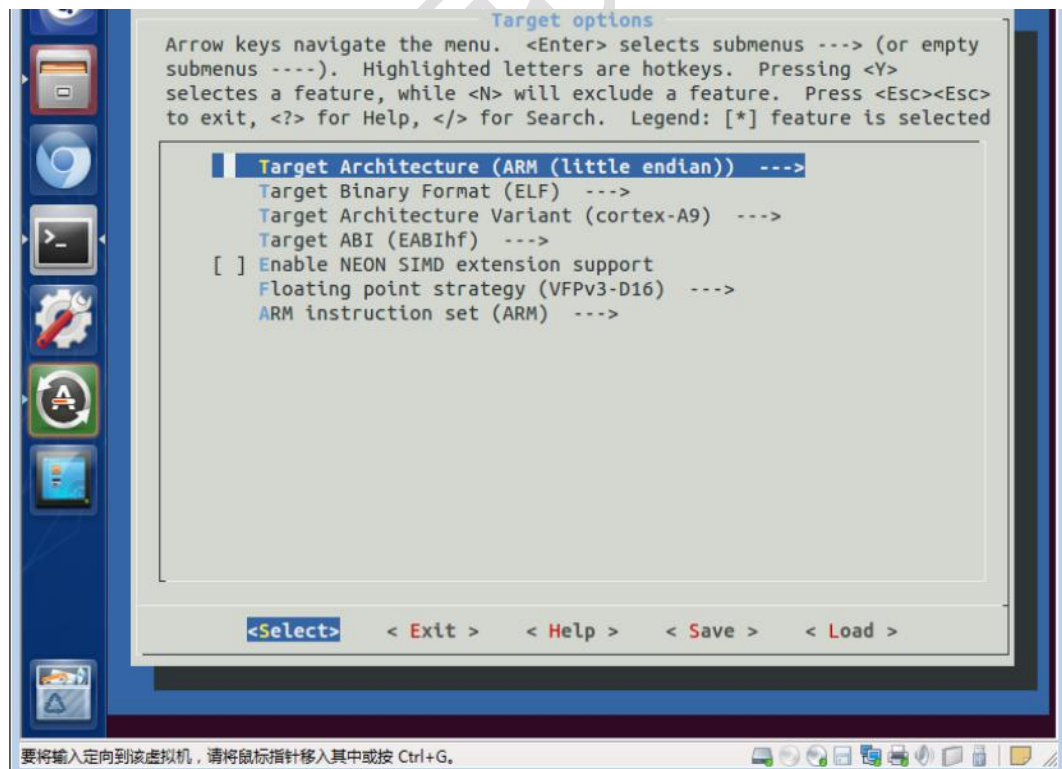 Target options
Arrow keys navigate the menu.  <Enter> selects submenus ---> (or empty
submenus ----).  Highlighted letters are hotkeys.  Pressing <Y>
selectes a feature, while <N> will exclude a feature.  Press <Esc><Esc>
to exit, <?> for Help, </> for Search.  Legend: [*] feature is selected
Target Architecture (ARM (little endian))  --->
Target Binary Format (ELF)  --->
Target Architecture Variant (cortex-A9)  --->
Target ABI (EABIhf)  --->
[ ] Enable NEON SIMD extension support
Floating point strategy (VFPv3-D16)  --->
ARM instruction set (ARM)  --->
<Select>    < Exit >    < Help >    < Save >    < Load >
要将输入定向到该虚拟机，请将鼠标指针移入其中或按 Ctrl+G。